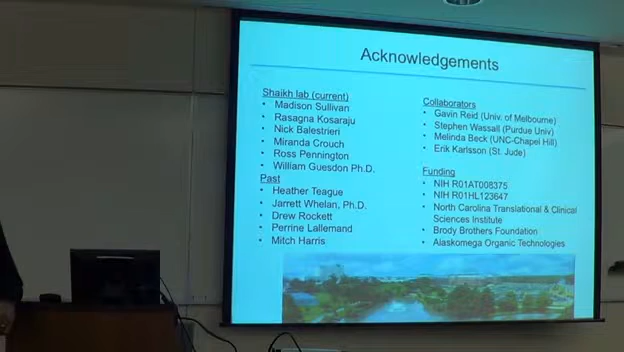 Acknowledgements
Shaikh lab (current)
Madison Sullivan
Rasagna Kosaraju
Nick Balestrieri
Miranda Crouch
Ross Pennington
William Guesdon Ph.D.
Past
Heather Teague
Jarrett Whelan, Ph.D.
Drew Rockett
Perrine Lallemand
Mitch Harris
Collaborators
Gavin Reid (Univ. of Melbourne)
Stephen Wassall (Purdue Univ)
Melinda Beck (UNC-Chapel Hill)
Erik Karlsson (St. Jude)
Funding
NIH R01AT008375
NIH R01HL123647
North Carolina Translational & Clinical
Sciences Institute
Brody Brothers Foundation
Alaskomega Organic Technologies